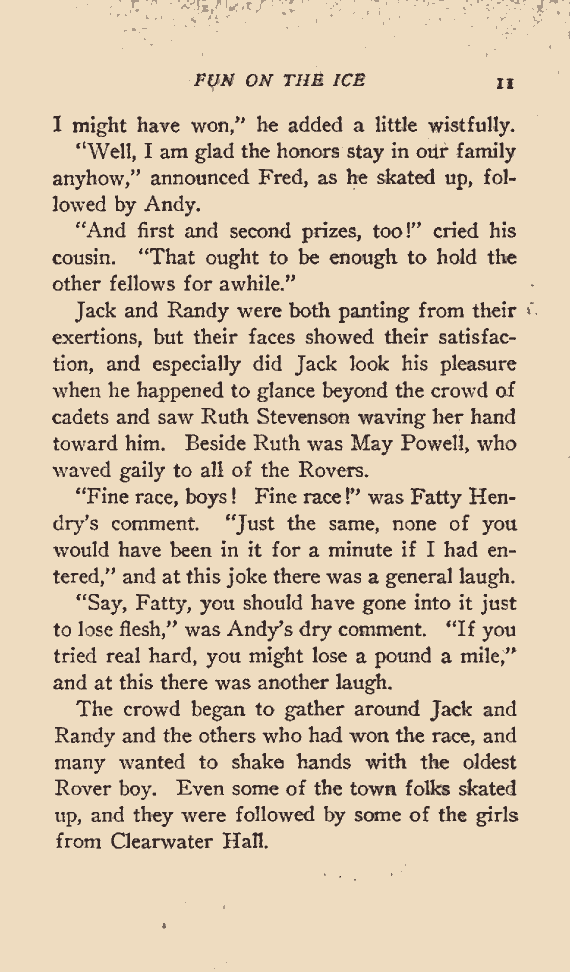 FUN ON THE ICE 11
I might have won,” he added a little wistfully.
“Well, I am glad the honors stay in our family
anyhow,” announced Fred, as he skated up, fol-
lowed by Andy.
“And first and second prizes, too!” cried his
cousin. “That ought to be enough to hold the
other fellows for awhile.”
Jack and Randy were both panting from their
exertions, but their faces showed their satisfac-
tion, and especially did Jack look his pleasure
when he happened to glance beyond the crowd of
cadets and saw Ruth Stevenson waving her hand
toward him. Beside Ruth was May Powell, who
waved gaily to all of the Rovers.
“Fine race, boys! Fine race!” was Fatty Hen-
dry’s comment. “Just the same, none of you
would have been in it for a minute if I had en-
tered,” and at this joke there was a general laugh.
“Say, Fatty, you should have gone into it just
to lose flesh,” was Andy’s dry comment. “If you
tried real hard, you might lose a pound a mile,”
and at this there was another laugh.
The crowd began to gather around Jack and
Randy and the others who had won the race, and
many wanted to shake hands with the oldest
Rover boy. Even some of the town folks skated
up, and they were followed by some of the girls
from Clearwater Hall.